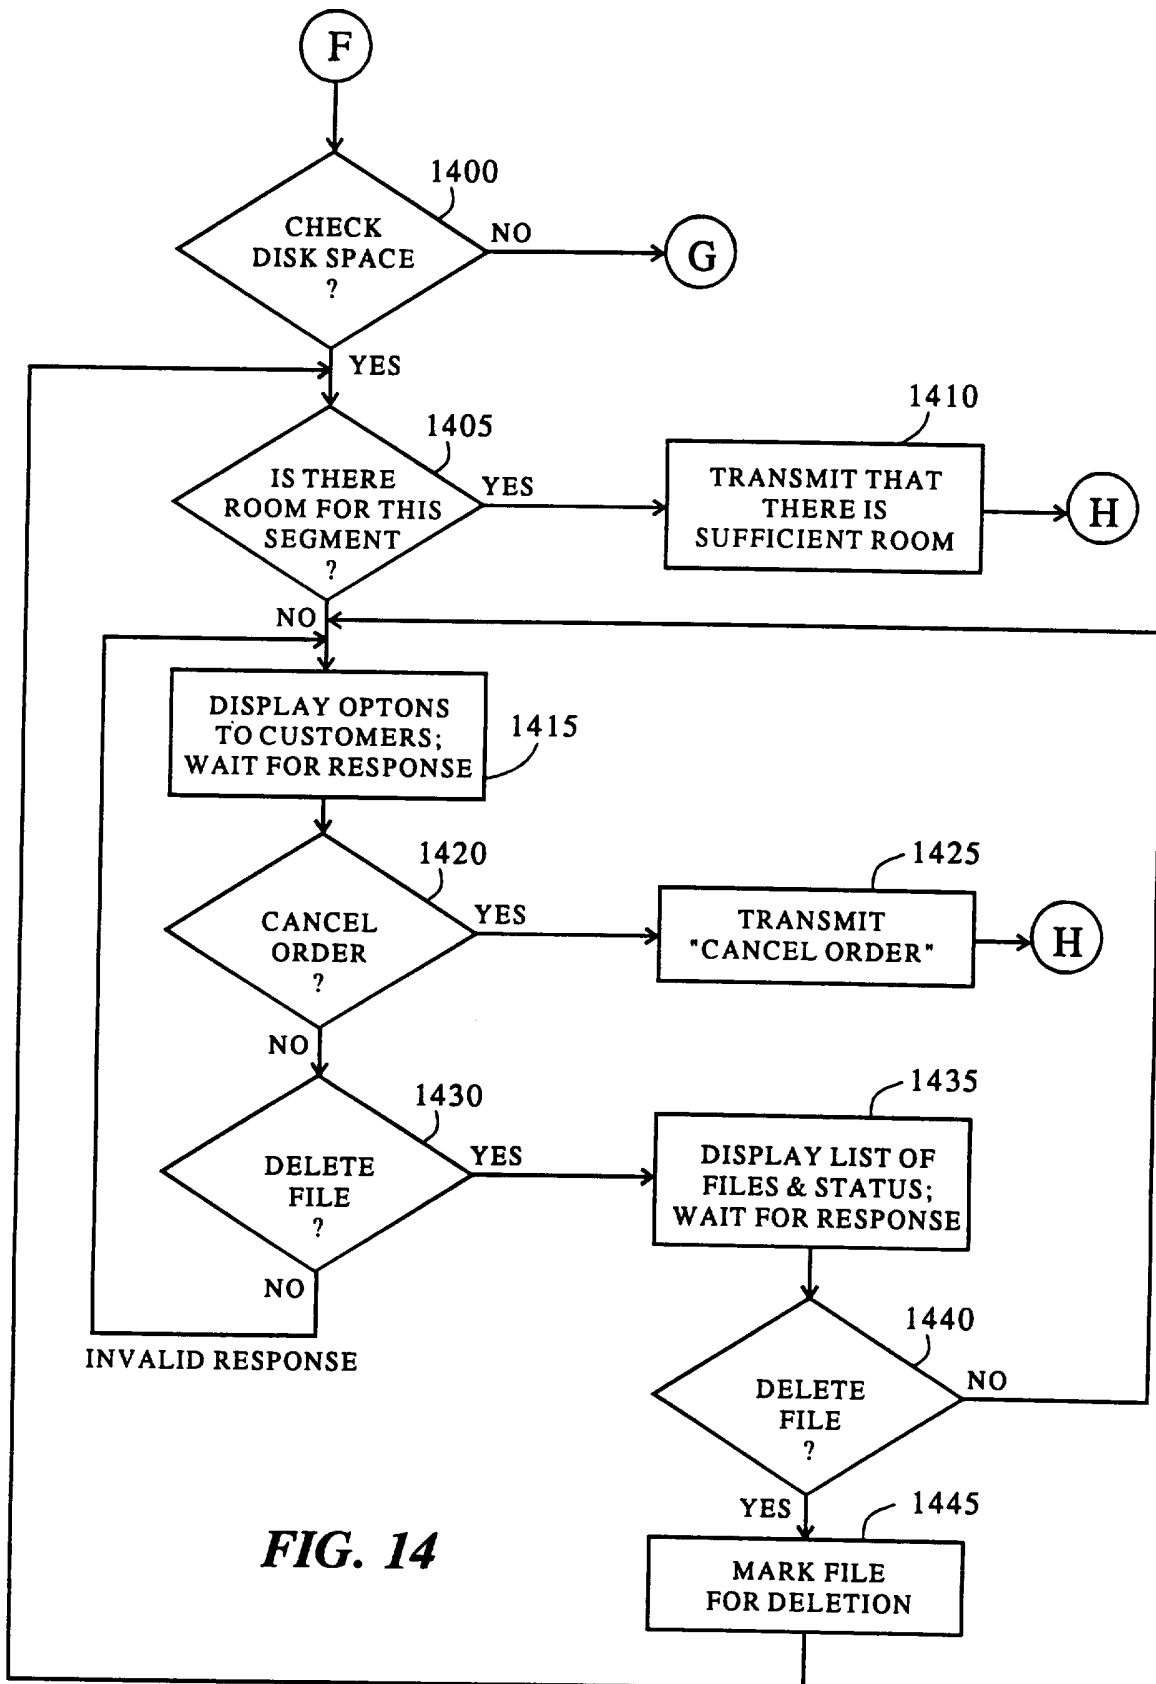 F
1400
CHECK
DISK SPACE
?
NO
G
YES
1405
IS THERE
ROOM FOR THIS
SEGMENT
?
YES
1410
TRANSMIT THAT
THERE IS
SUFFICIENT ROOM
H
NO
DISPLAY OPTONS
TO CUSTOMERS;
WAIT FOR RESPONSE
1415
1420
CANCEL
ORDER
?
YES
1425
TRANSMIT
"CANCEL ORDER"
H
NO
1430
DELETE
FILE
?
YES
1435
DISPLAY LIST OF
FILES & STATUS;
WAIT FOR RESPONSE
NO
INVALID RESPONSE
1440
DELETE
FILE
?
NO
YES
1445
MARK FILE
FOR DELETION
FIG. 14